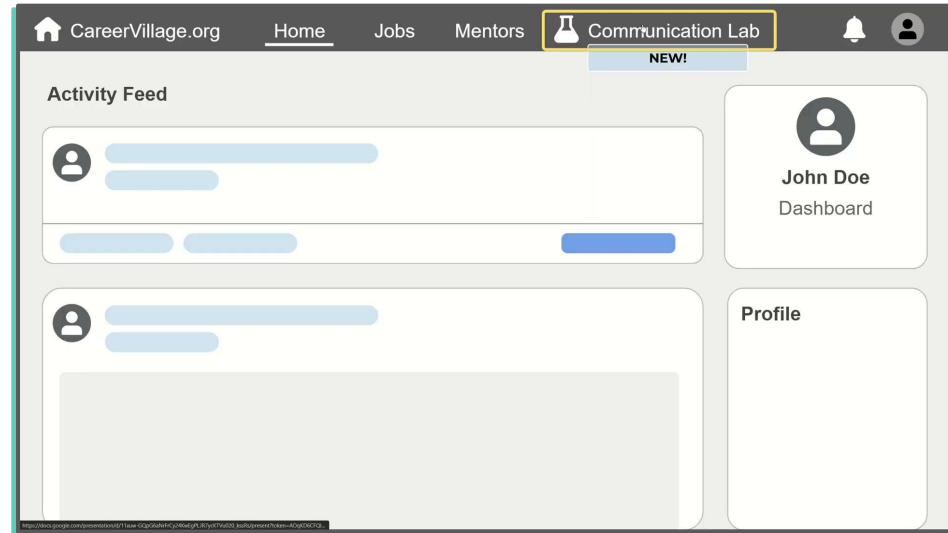 CareerVillage.org Home Jobs Mentors Communication Lab
NEW!
Activity Feed
John Doe
Dashboard
Profile